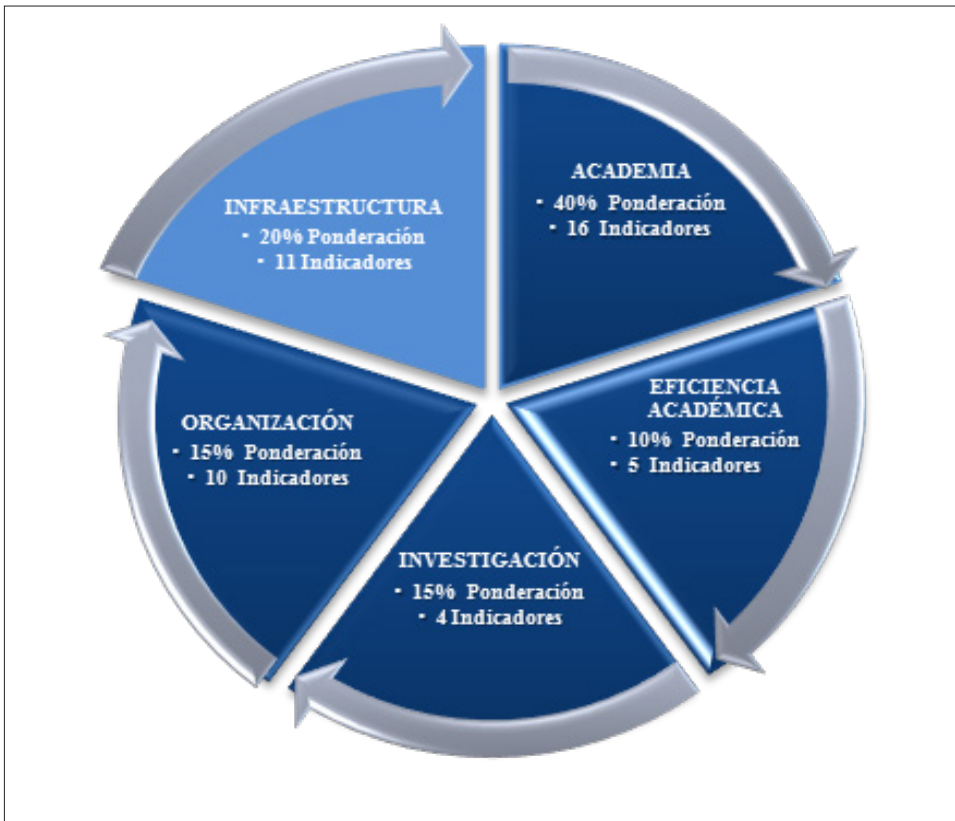 ACADEMIA
• 40% Ponderación
• 16 Indicadores
EFICIENCIA
ACADÉMICA
• 10% Ponderación
• 5 Indicadores
INVESTIGACIÓN
• 15% Ponderación
• 4 Indicadores
ORGANIZACIÓN
• 15% Ponderación
• 10 Indicadores
INFRAESTRUCTURA
• 20% Ponderación
• 11 Indicadores